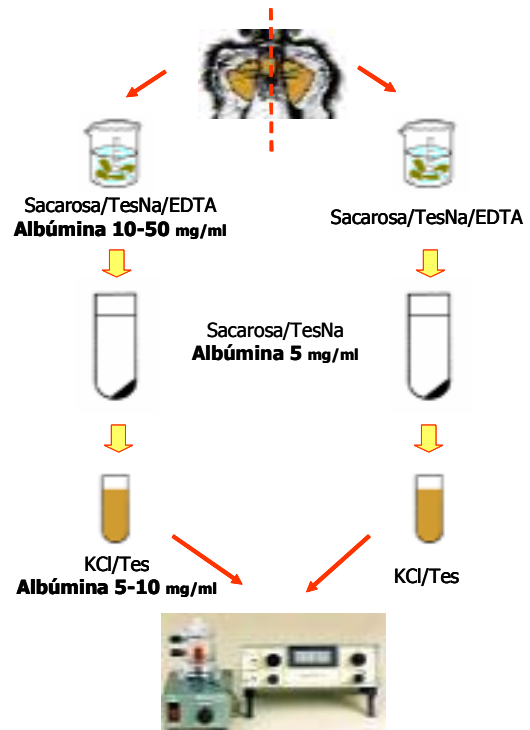 Sacarosa/TesNa/EDTA
Albúmina 10-50 mg/ml
Sacarosa/TesNa/EDTA
Sacarosa/TesNa
Albúmina 5 mg/ml
KCl/Tes
Albúmina 5-10 mg/ml
KCl/Tes